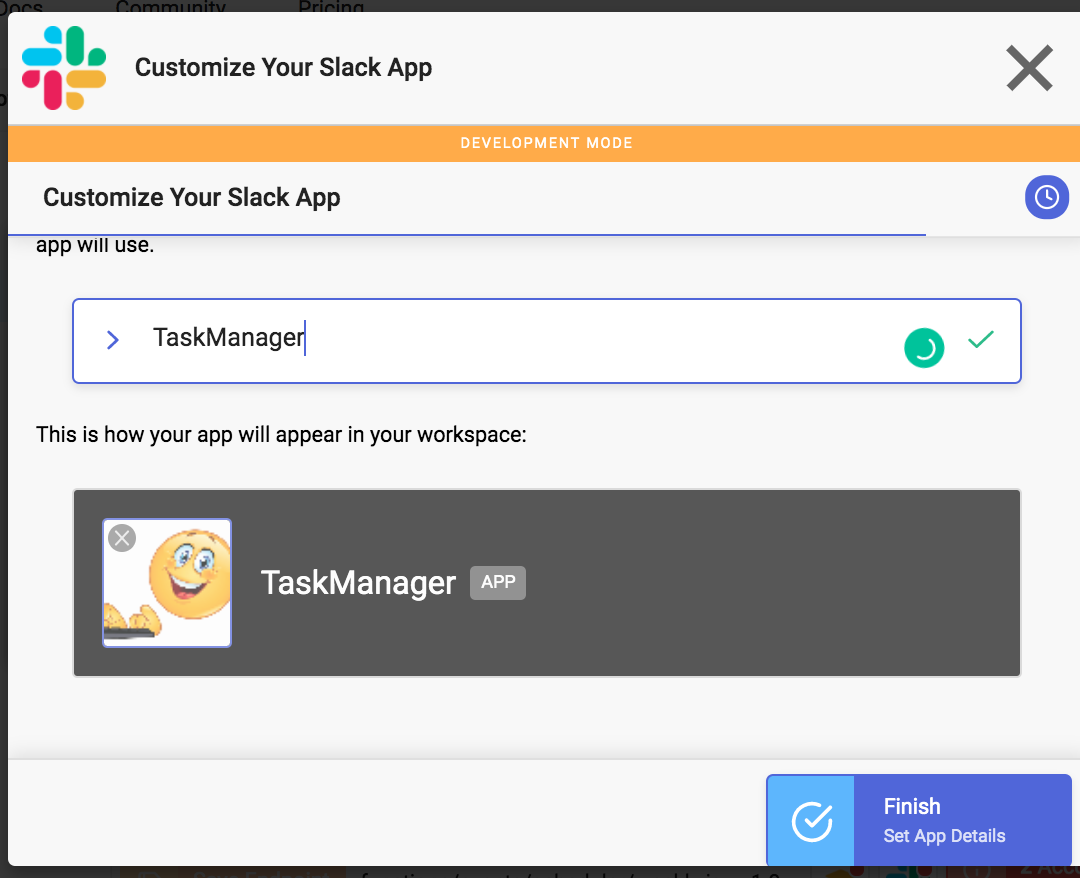 Docs Community Pricing
Customize Your Slack App
DEVELOPMENT MODE
Customize Your Slack App
app will use.
TaskManager
This is how your app will appear in your workspace:
TaskManager APP
Finish
Set App Details